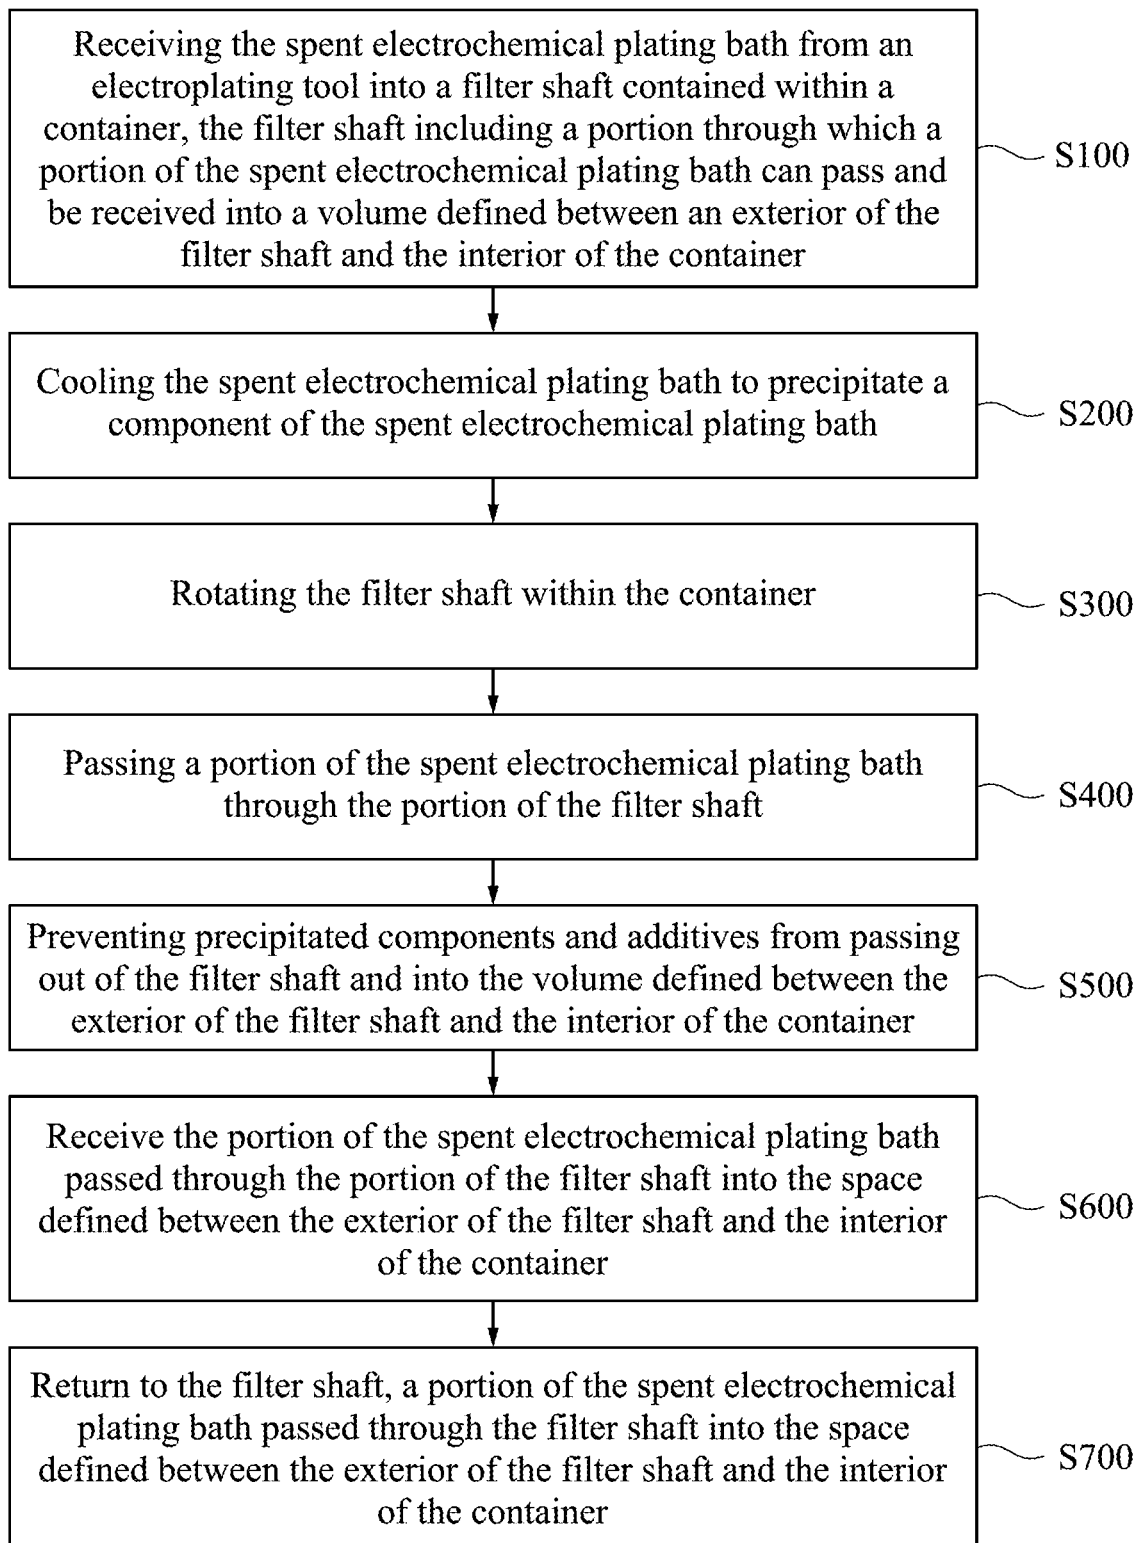 Receiving the spent electrochemical plating bath from an
electroplating tool into a filter shaft contained within a
container, the filter shaft including a portion through which a
portion of the spent electrochemical plating bath can pass and
be received into a volume defined between an exterior of the
filter shaft and the interior of the container
S100
Cooling the spent electrochemical plating bath to precipitate a
component of the spent electrochemical plating bath
S200
Rotating the filter shaft within the container
S300
Passing a portion of the spent electrochemical plating bath
through the portion of the filter shaft
S400
Preventing precipitated components and additives from passing
out of the filter shaft and into the volume defined between the
exterior of the filter shaft and the interior of the container
S500
Receive the portion of the spent electrochemical plating bath
passed through the portion of the filter shaft into the space
defined between the exterior of the filter shaft and the interior
of the container
S600
Return to the filter shaft, a portion of the spent electrochemical
plating bath passed through the filter shaft into the space
defined between the exterior of the filter shaft and the interior
of the container
S700